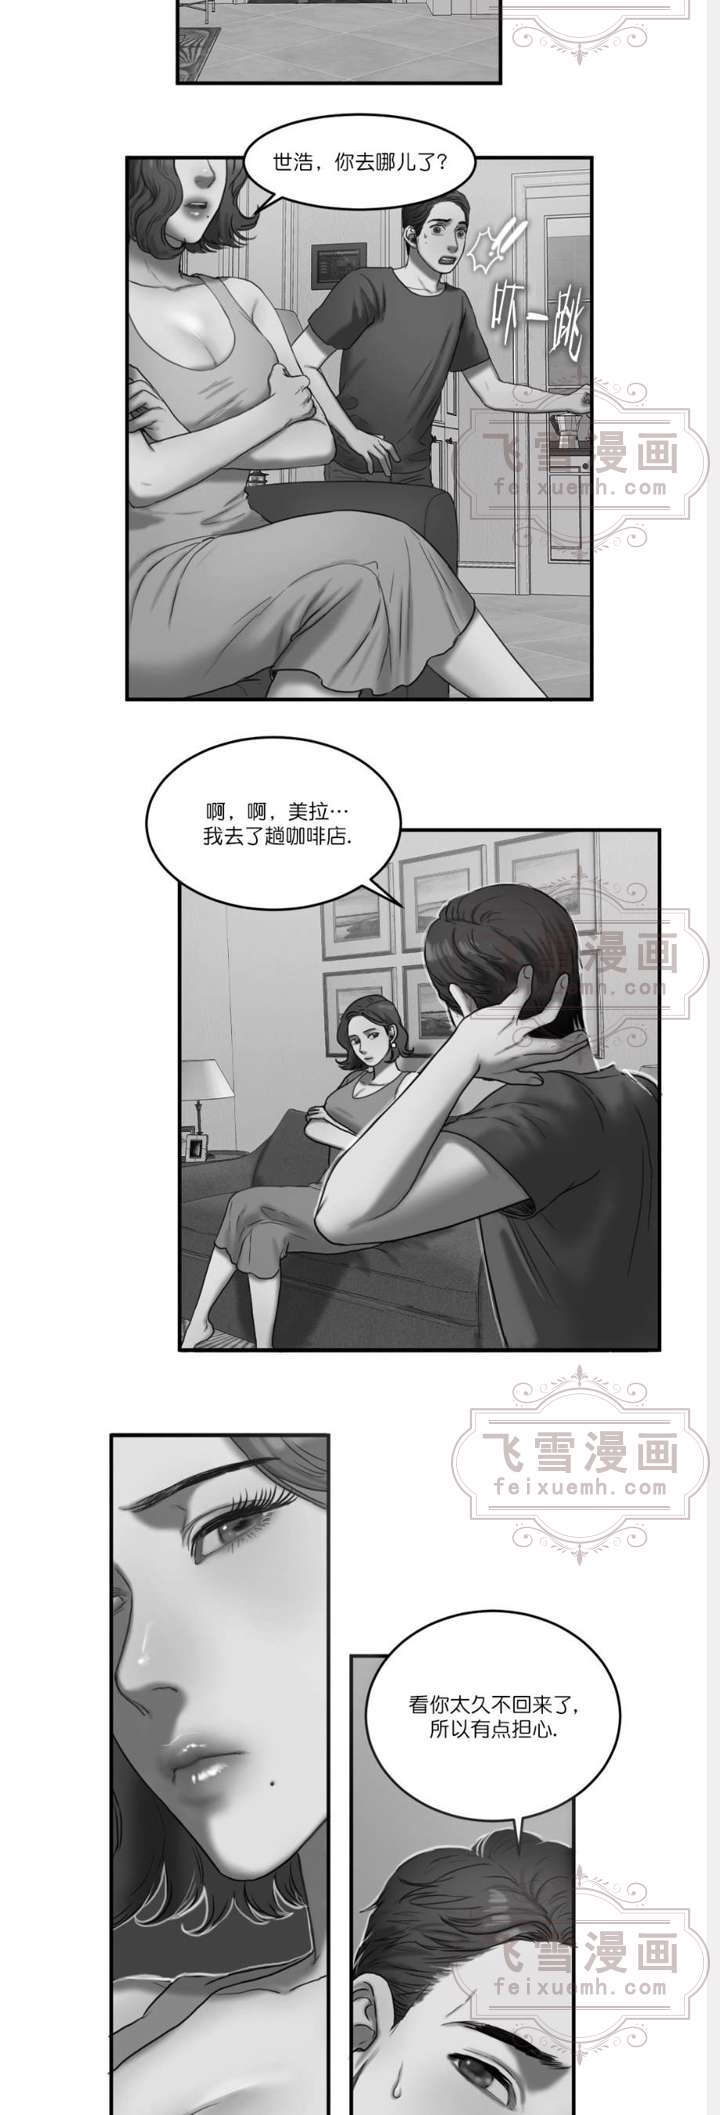 世浩，你去哪儿了？
吓一跳
飞雪漫画
feixuemh.com
啊，啊，美拉…
我去了趟咖啡店.
飞雪漫画
feixuemh.com
飞雪漫画
feixuemh.com
看你太久不回来了，
所以有点担心.
飞雪漫画
feixuemh.com